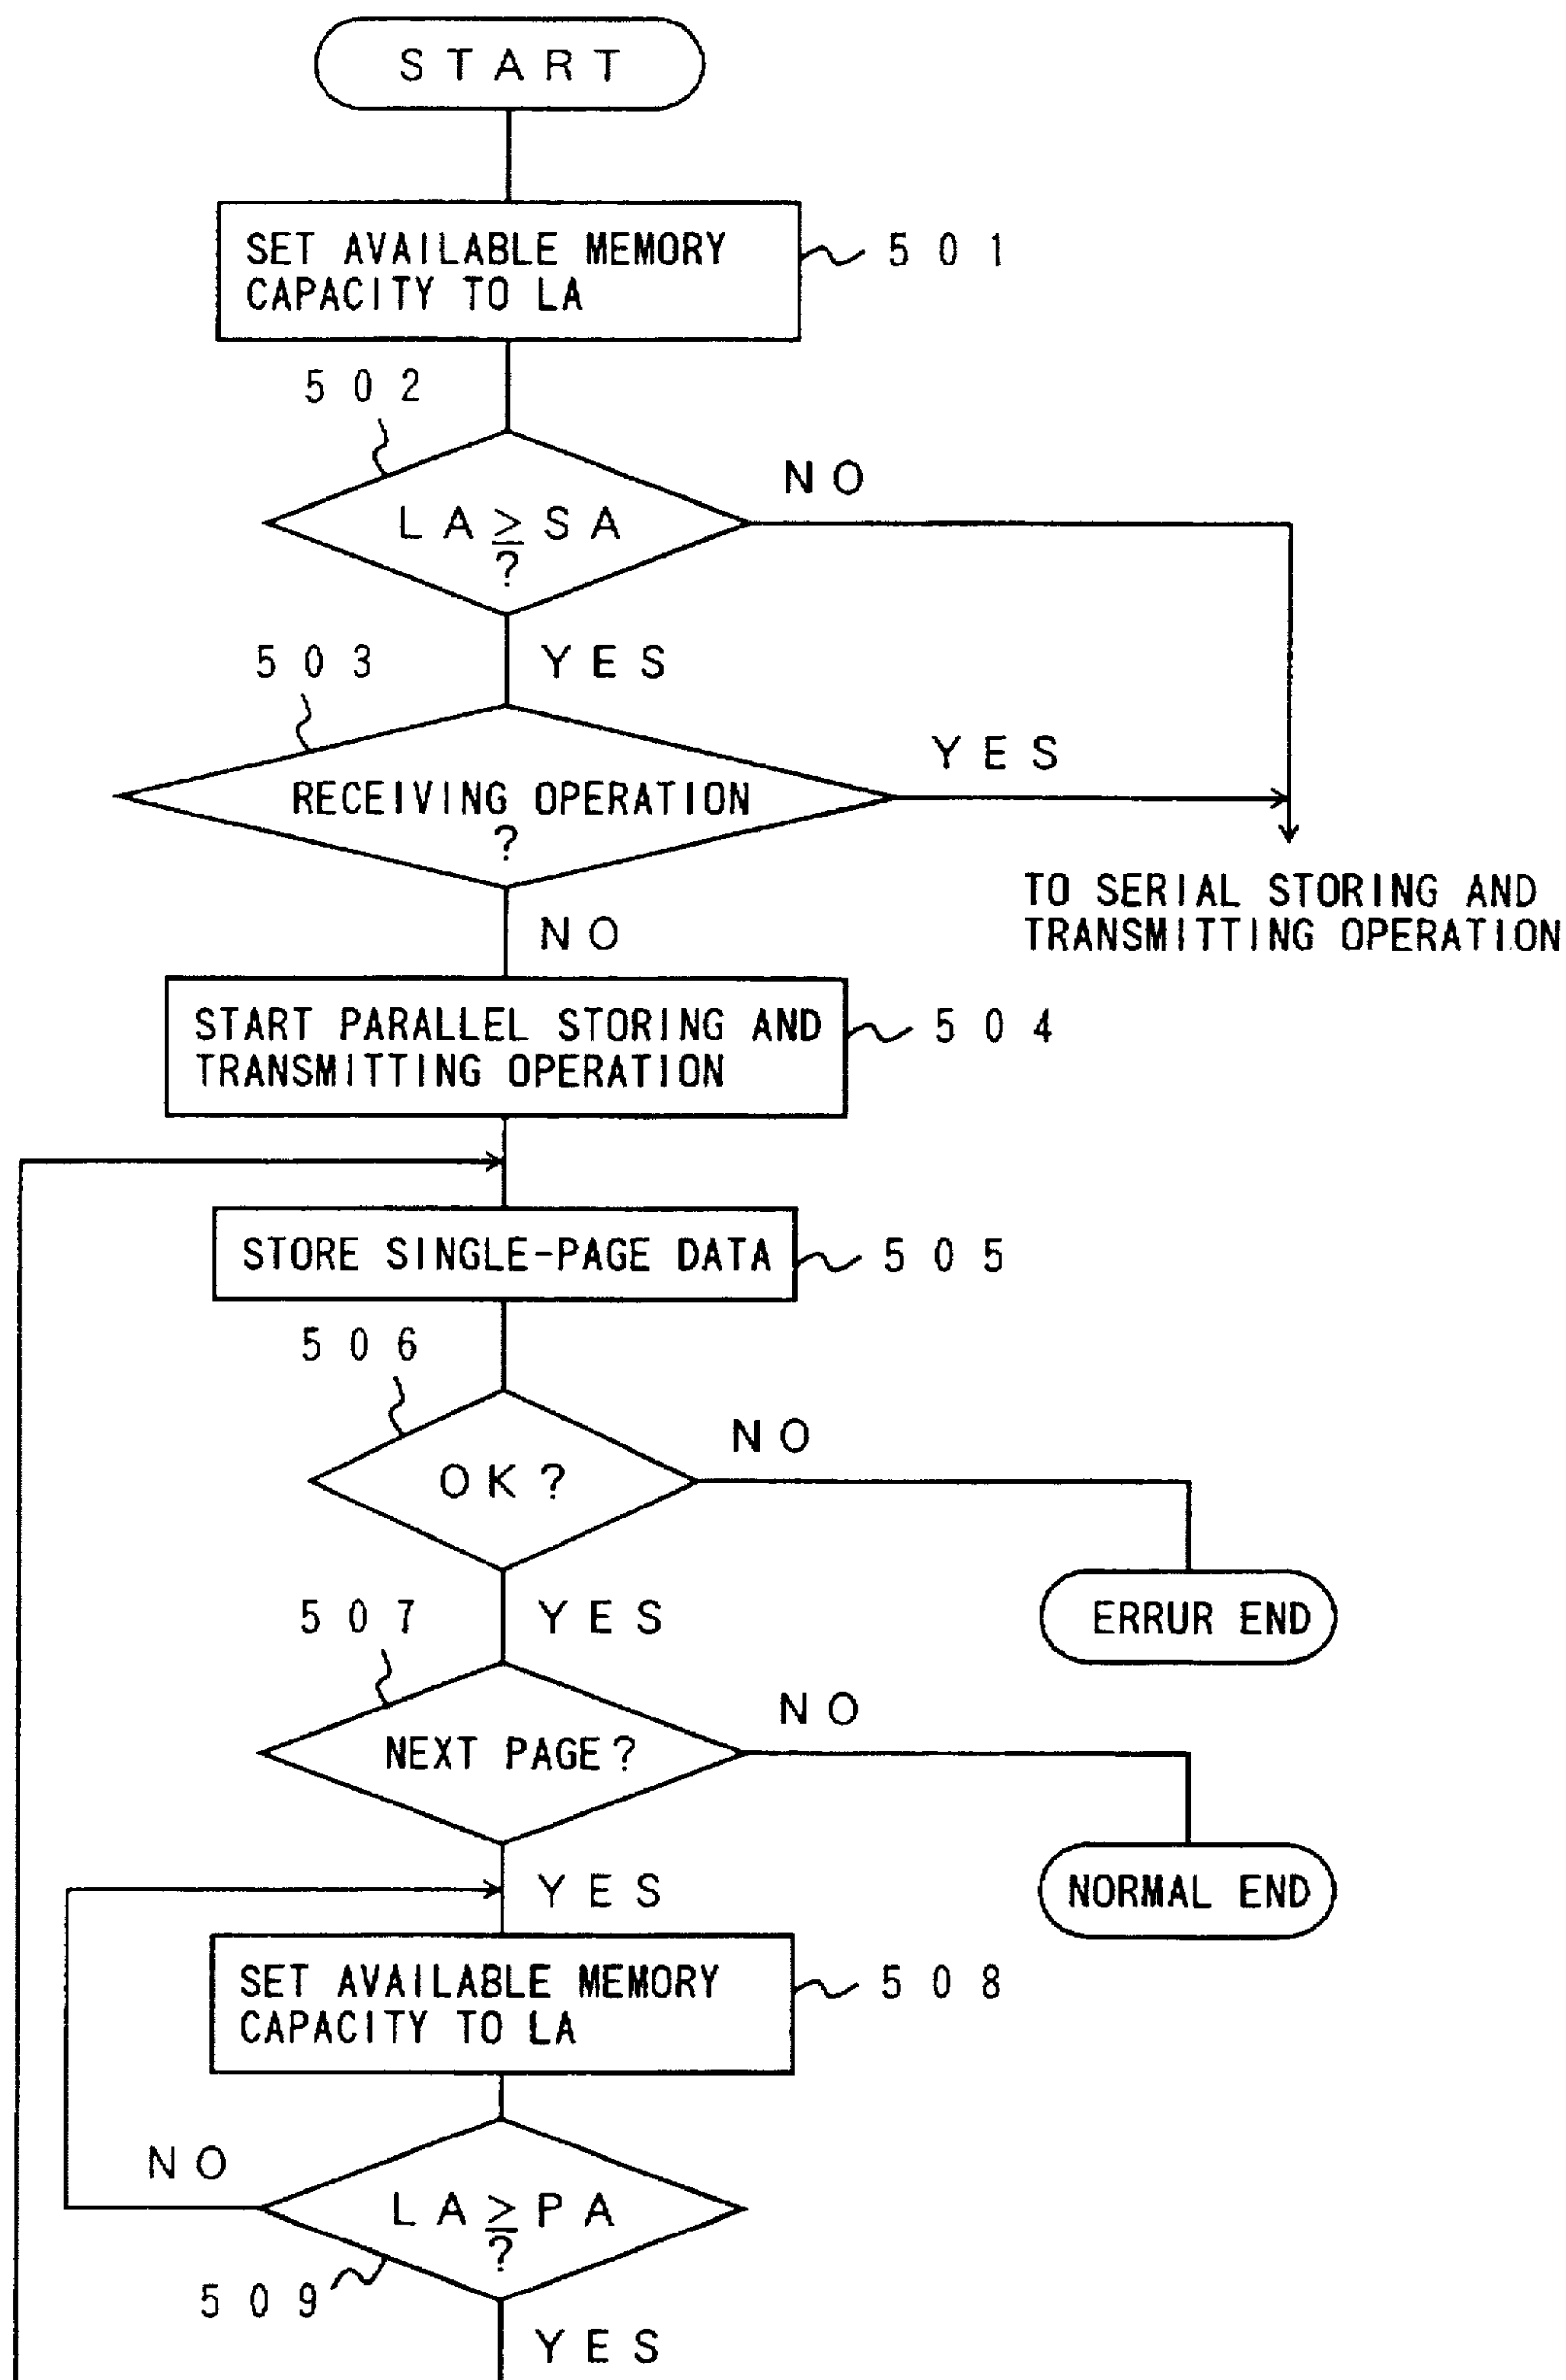 START
SET AVAILABLE MEMORY
CAPACITY TO LA
501
502
LA≧SA
?
NO
YES
503
RECEIVING OPERATION
?
YES
NO
TO SERIAL STORING AND
TRANSMITTING OPERATION
START PARALLEL STORING AND
TRANSMITTING OPERATION
504
STORE SINGLE-PAGE DATA
505
506
OK?
NO
YES
ERRUR END
507
NEXT PAGE?
NO
YES
NORMAL END
SET AVAILABLE MEMORY
CAPACITY TO LA
508
NO
LA≧PA
?
509
YES